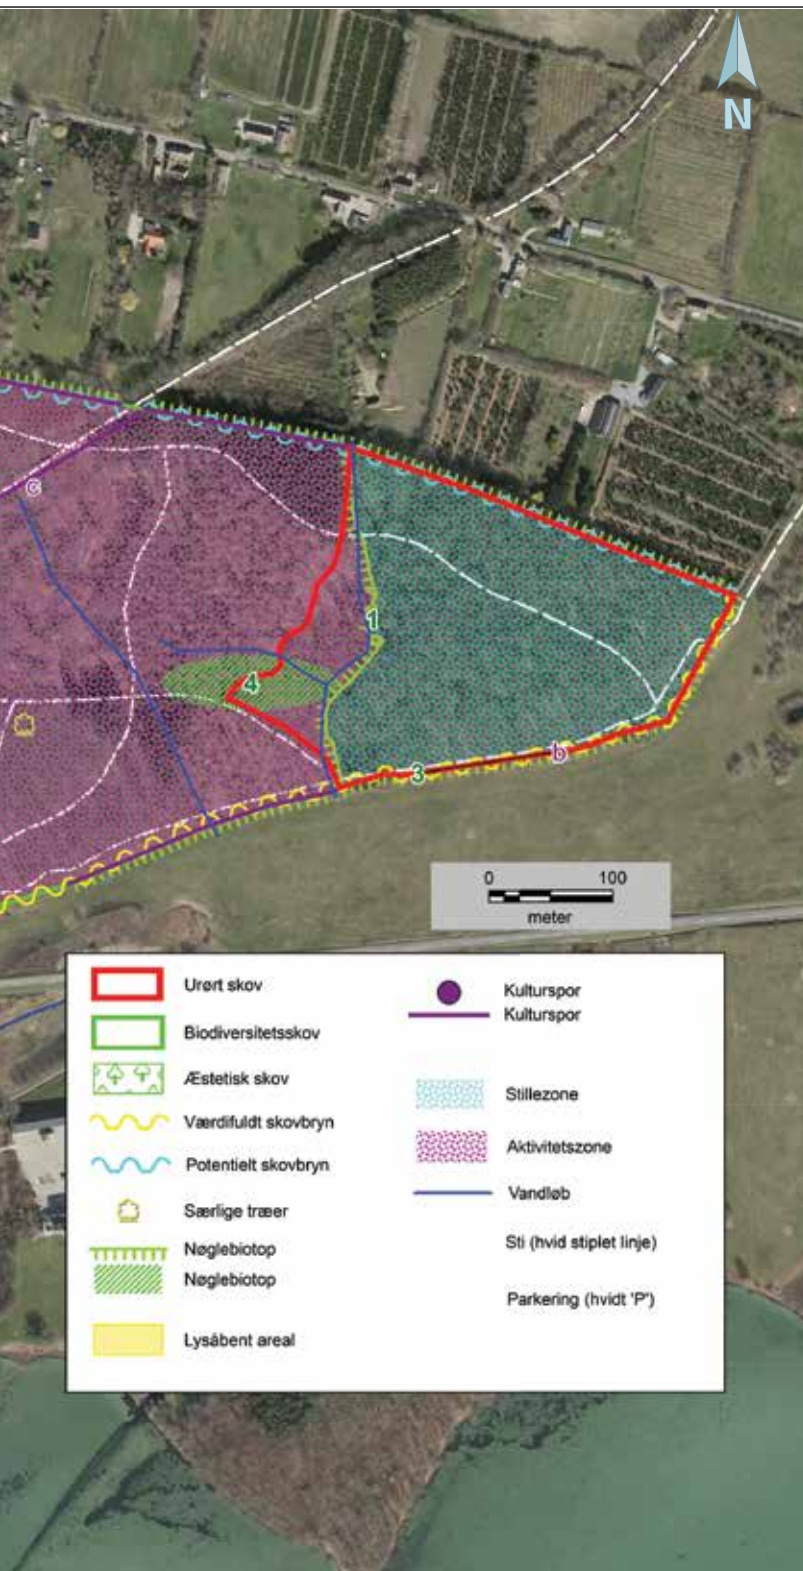 N
c
1
4
b
3
0 100
meter
Urørt skov
Biodiversitetsskov
Æstetisk skov
Værdifuldt skovbryn
Potentielt skovbryn
Særlige træer
Nøglebiotop
Nøglebiotop
Lysåbent areal
Kulturspor
Kulturspor
Stillezone
Aktivitetszone
Vandløb
Sti (hvid stiplet linje)
Parkering (hvidt 'P')